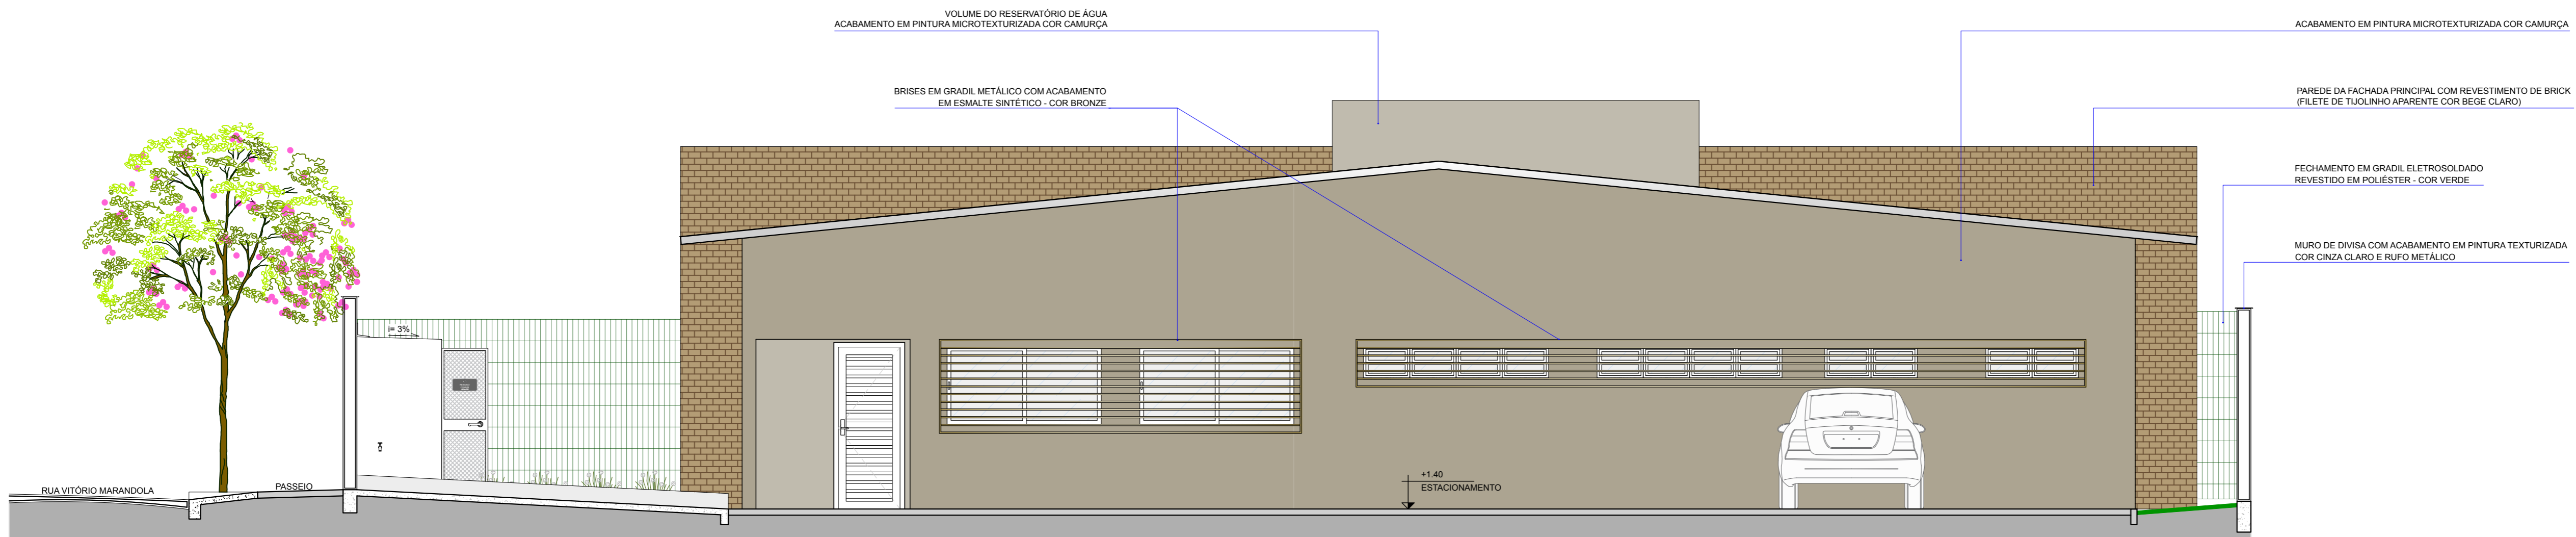 VOLUME DO RESERVATÓRIO DE ÁGUA
ACABAMENTO EM PINTURA MICROTEXTURIZADA COR CAMURÇA
ACABAMENTO EM PINTURA MICROTEXTURIZADA COR CAMURÇA
BRISES EM GRADIL METÁLICO COM ACABAMENTO
EM ESMALTE SINTÉTICO - COR BRONZE
PAREDE DA FACHADA PRINCIPAL COM REVESTIMENTO DE BRICK
(FILETE DE TIJOLINHO APARENTE COR BEGE CLARO)
FECHAMENTO EM GRADIL ELETROSOLDADO
REVESTIDO EM POLIÉSTER - COR VERDE
MURO DE DIVISA COM ACABAMENTO EM PINTURA TEXTURIZADA
COR CINZA CLARO E RUFO METÁLICO
i= 3%
RUA VITÓRIO MARANDOLA
PASSEIO
+1.40
ESTACIONAMENTO